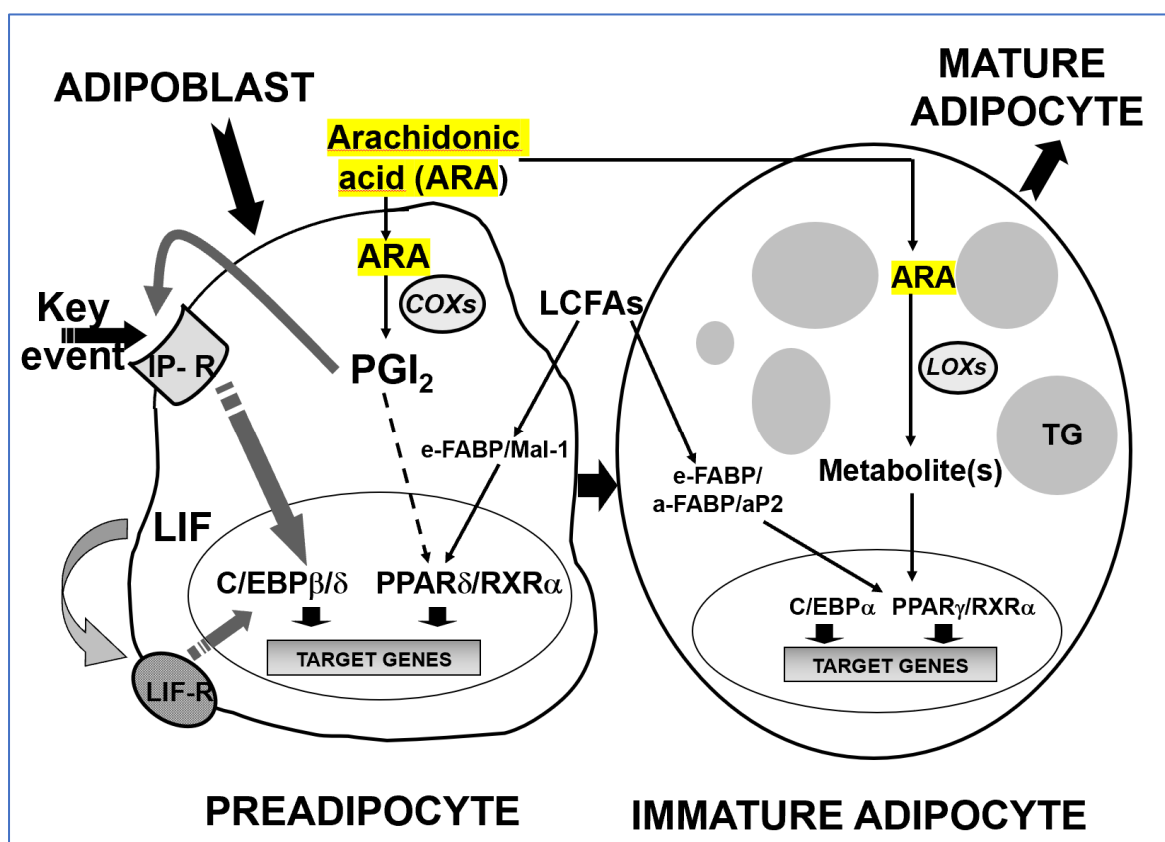 ADIPOBLAST
MATURE
ADIPOCYTE
Arachidonic
acid (ARA)
ARA
COXs
Key
event
IP- R
PGI₂
LCFAs
e-FABP/Mal-1
LIF
C/EBPβ/δ
PPARδ/RXRα
TARGET GENES
LIF-R
ARA
LOXs
TG
Metabolite(s)
e-FABP/
a-FABP/aP2
C/EBPα
PPARγ/RXRα
TARGET GENES
PREADIPOCYTE
IMMATURE ADIPOCYTE